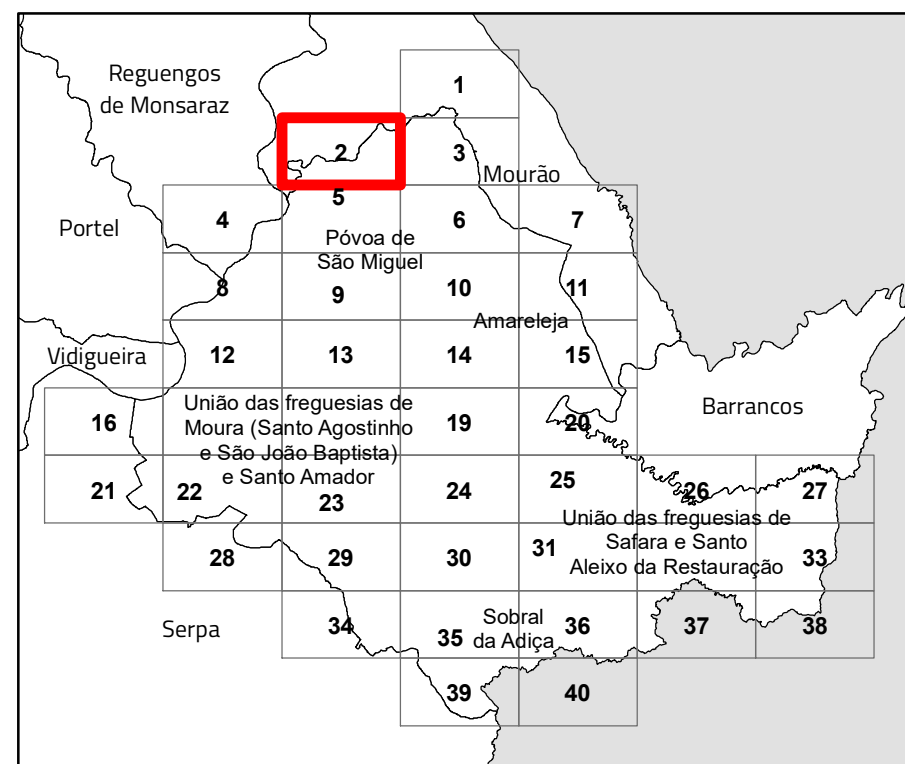 Reguengos
de Monsaraz
1
2
3
Mourão
4
5
6
7
Portel
Póvoa de
São Miguel
8
9
10
11
Amareleja
Vidigueira
12
13
14
15
16
União das freguesias de
Moura (Santo Agostinho
e São João Baptista)
e Santo Amador
19
20
Barrancos
21
22
23
24
25
26
27
União das freguesias de
Safara e Santo
Aleixo da Restauração
28
29
30
31
33
Serpa
34
35
Sobral
da Adiça
36
37
38
39
40